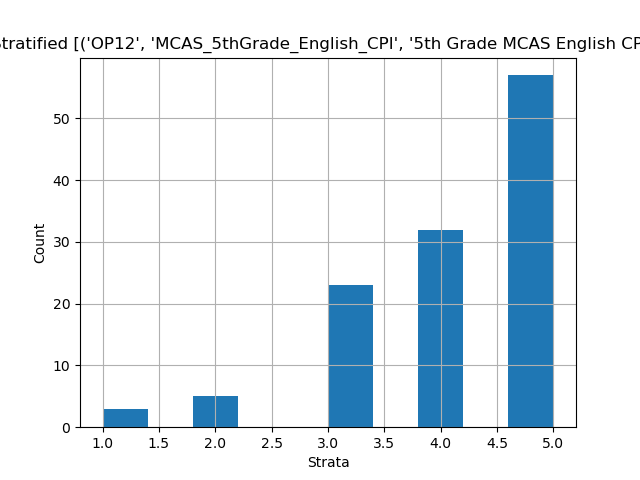 Stratified [('OP12', 'MCAS_5thGrade_English_CPI', '5th Grade MCAS English CP
50
40
30
20
10
0
Count
1.0 1.5 2.0 2.5 3.0 3.5 4.0 4.5 5.0
Strata